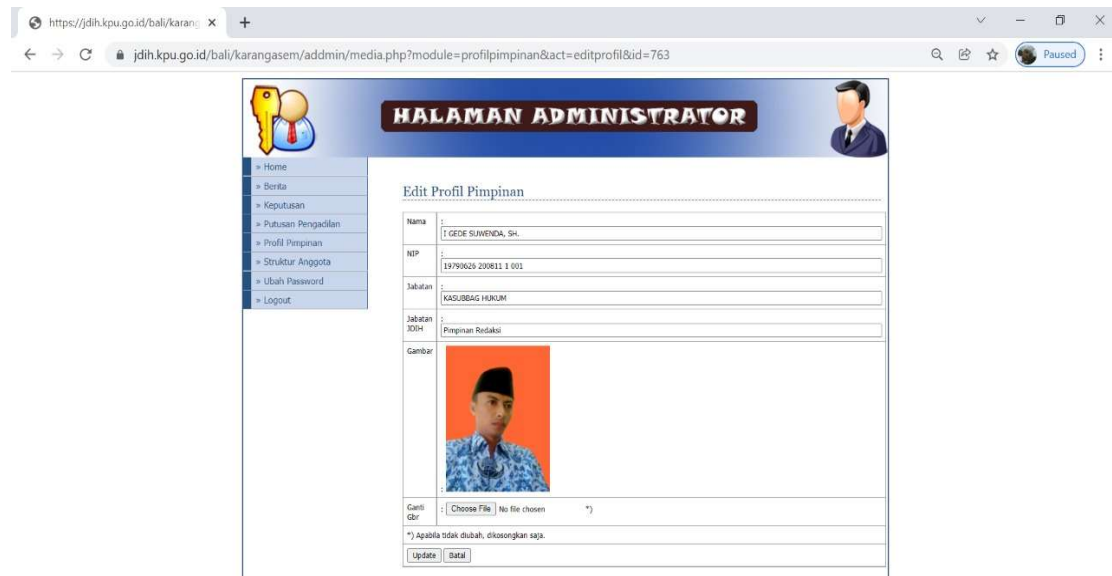 https://jdih.kpu.go.id/bali/karang
jdih.kpu.go.id/bali/karangasem/addmin/media.php?module=profilpimpinan&act=editprofil&id=763
Paused
HALAMAN ADMINISTRATOR
» Home
» Berita
» Keputusan
» Putusan Pengadilan
» Profil Pimpinan
» Struktur Anggota
» Ubah Password
» Logout
Edit Profil Pimpinan
Nama :
I GEDE SUWENDA, SH.
NIP :
19790626 200811 1 001
Jabatan :
KASUBBAG HUKUM
Jabatan JDIH :
Pimpinan Redaksi
Gambar
:
Ganti Gbr : Choose File No file chosen *)
*) Apabila tidak diubah, dikosongkan saja.
Update Batal